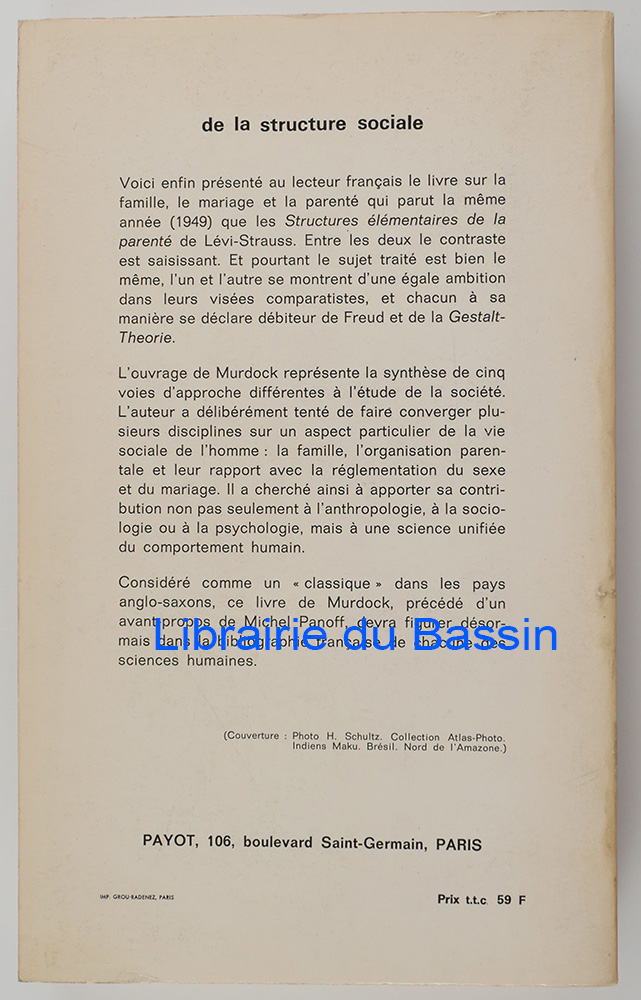 de la structure sociale
Voici enfin présenté au lecteur français le livre sur la
famille, le mariage et la parenté qui parut la même
année (1949) que les Structures élémentaires de la
parenté de Lévi-Strauss. Entre les deux le contraste
est saisissant. Et pourtant le sujet traité est bien le
même, l'un et l'autre se montrent d'une égale ambition
dans leurs visées comparatistes, et chacun à sa
manière se déclare débiteur de Freud et de la Gestalt-
Theorie.
L'ouvrage de Murdock représente la synthèse de cinq
voies d'approche différentes à l'étude de la société.
L'auteur a délibérément tenté de faire converger plu-
sieurs disciplines sur un aspect particulier de la vie
sociale de l'homme : la famille, l'organisation paren-
tale et leur rapport avec la réglementation du sexe
et du mariage. Il a cherché ainsi à apporter sa contri-
bution non pas seulement à l'anthropologie, à la socio-
logie ou à la psychologie, mais à une science unifiée
du comportement humain.
Considéré comme un « classique » dans les pays
anglo-saxons, ce livre de Murdock, précédé d'un
avant-propos de Michel Panoff, devra figurer désor-
mais dans la bibliographie française de chacune des
sciences humaines.
Librairie du Bassin
(Couverture : Photo H. Schultz. Collection Atlas-Photo.
Indiens Maku. Brésil. Nord de l'Amazone.)
PAYOT, 106, boulevard Saint-Germain, PARIS
IMP. GROU-RADENEZ, PARIS
Prix t.t.c. 59 F